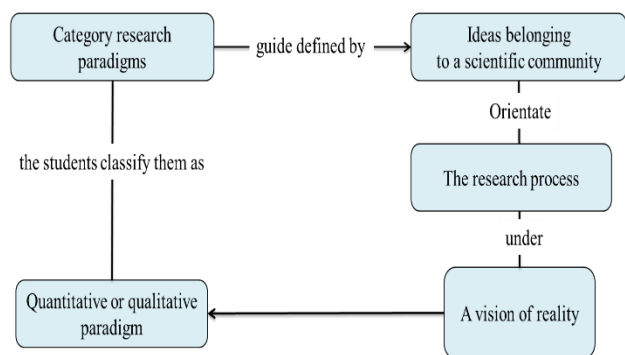 Category research
paradigms
guide defined by
Ideas belonging
to a scientific community
Orientate
the students classify them as
The research process
under
Quantitative or qualitative
paradigm
A vision of reality